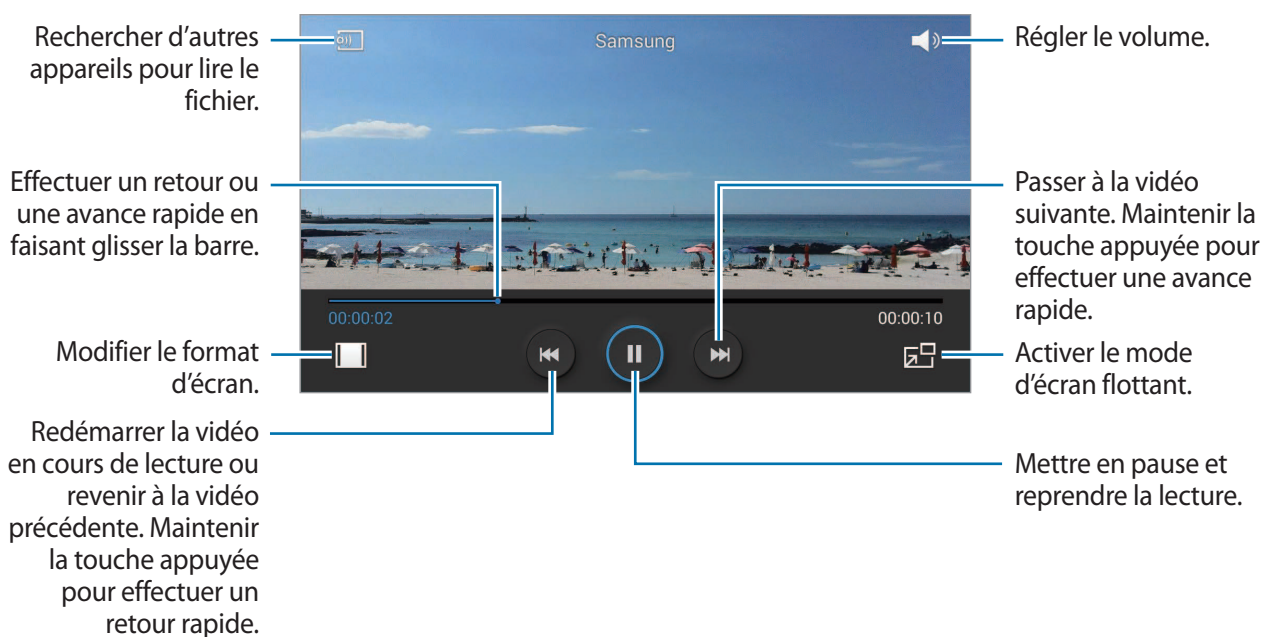 Rechercher d’autres
appareils pour lire le
fichier.
Samsung
Régler le volume.
Effectuer un retour ou
une avance rapide en
faisant glisser la barre.
Passer à la vidéo
suivante. Maintenir la
touche appuyée pour
effectuer une avance
rapide.
00:00:02
00:00:10
Modifier le format
d’écran.
Activer le mode
d’écran flottant.
Redémarrer la vidéo
en cours de lecture ou
revenir à la vidéo
précédente. Maintenir
la touche appuyée
pour effectuer un
retour rapide.
Mettre en pause et
reprendre la lecture.